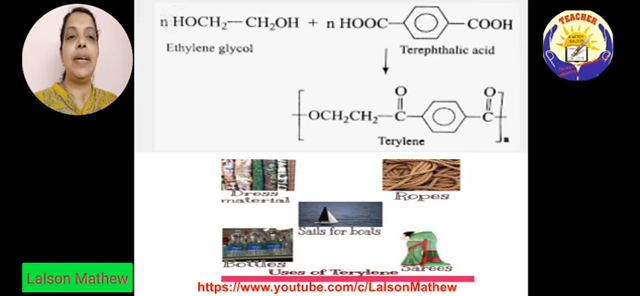 n HOCH₂—CH₂OH + n HOOC COOH
Ethylene glycol Terephthalic acid
O O
OCH₂CH₂ C C
n
Terylene
TEACHER
Dress material
Ropes
Sails for boats
Bottles
Sarees
Uses of Terylene
Lalson Mathew
https://www.youtube.com/c/LalsonMathew